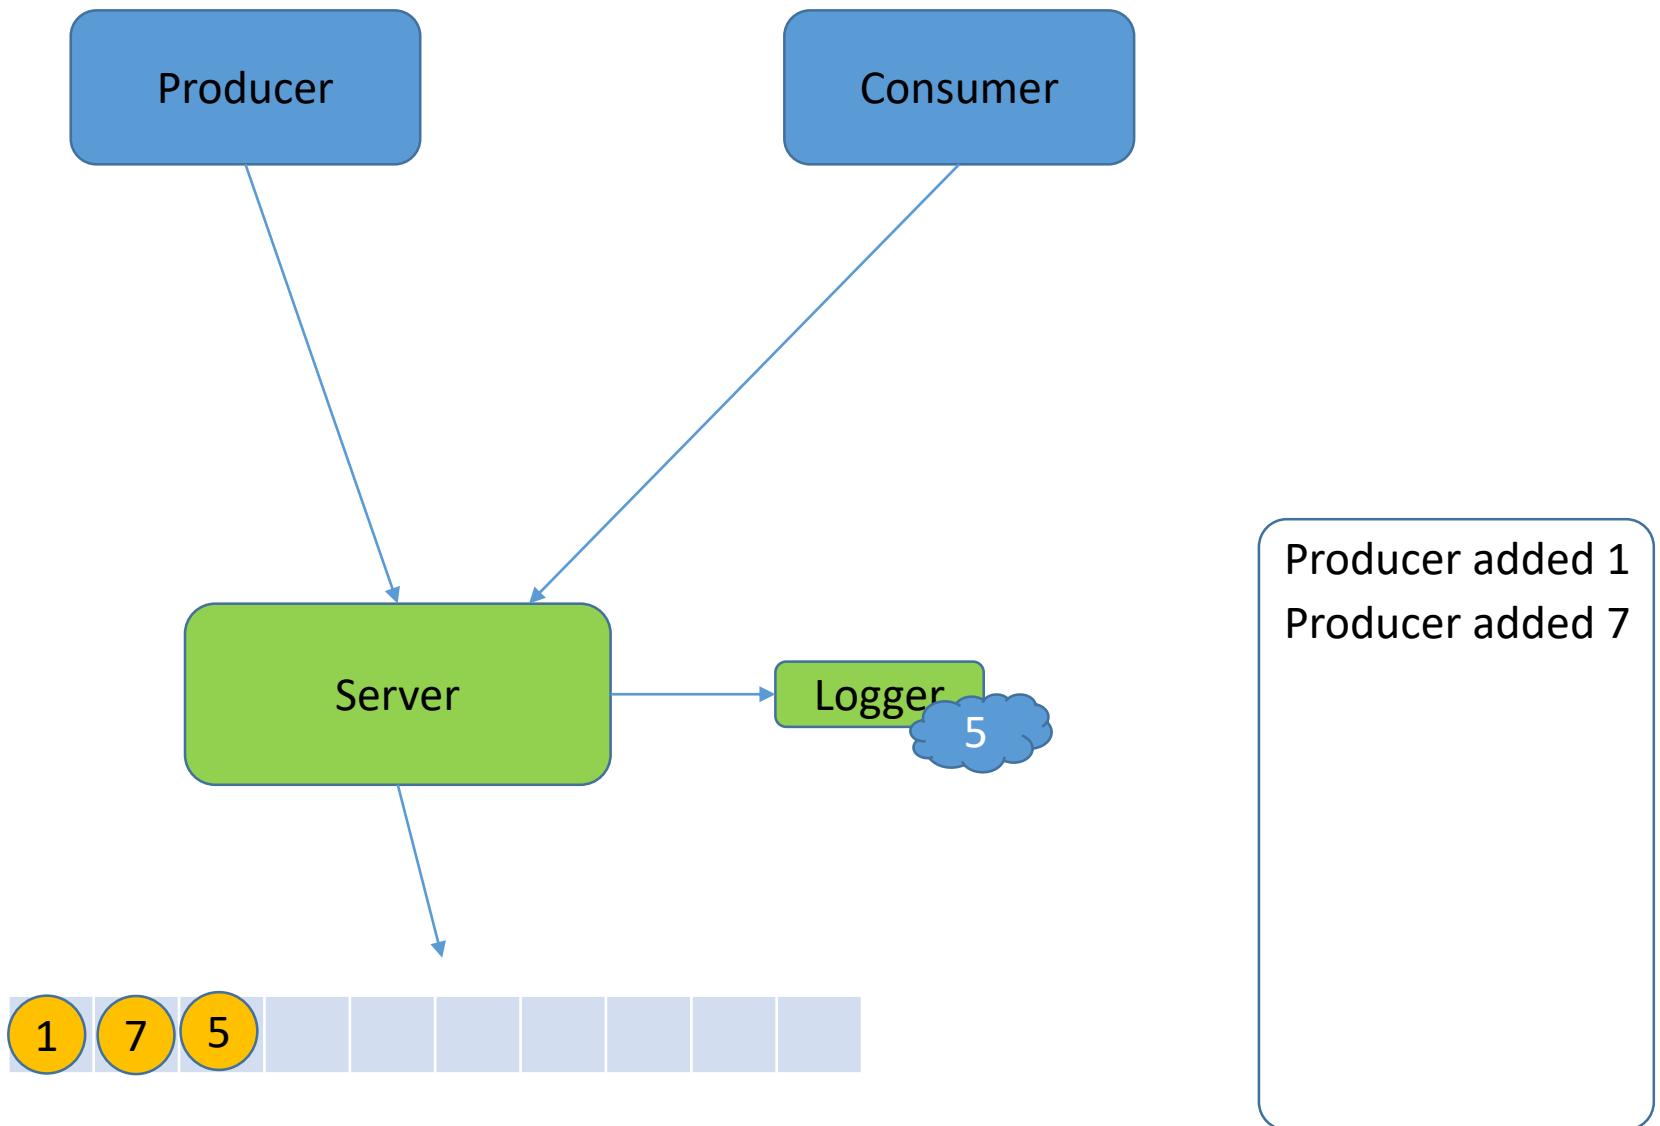 Producer
Consumer
Producer added 1
Producer added 7
Server
Logger
5
1 7 5